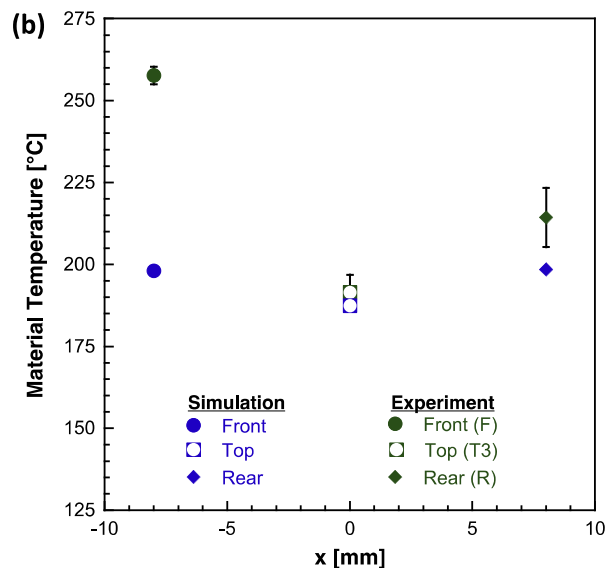 (b)
Material Temperature [°C]
275
250
225
200
175
150
125
Simulation
Front
Top
Rear
Experiment
Front (F)
Top (T3)
Rear (R)
-10
-5
0
5
10
x [mm]